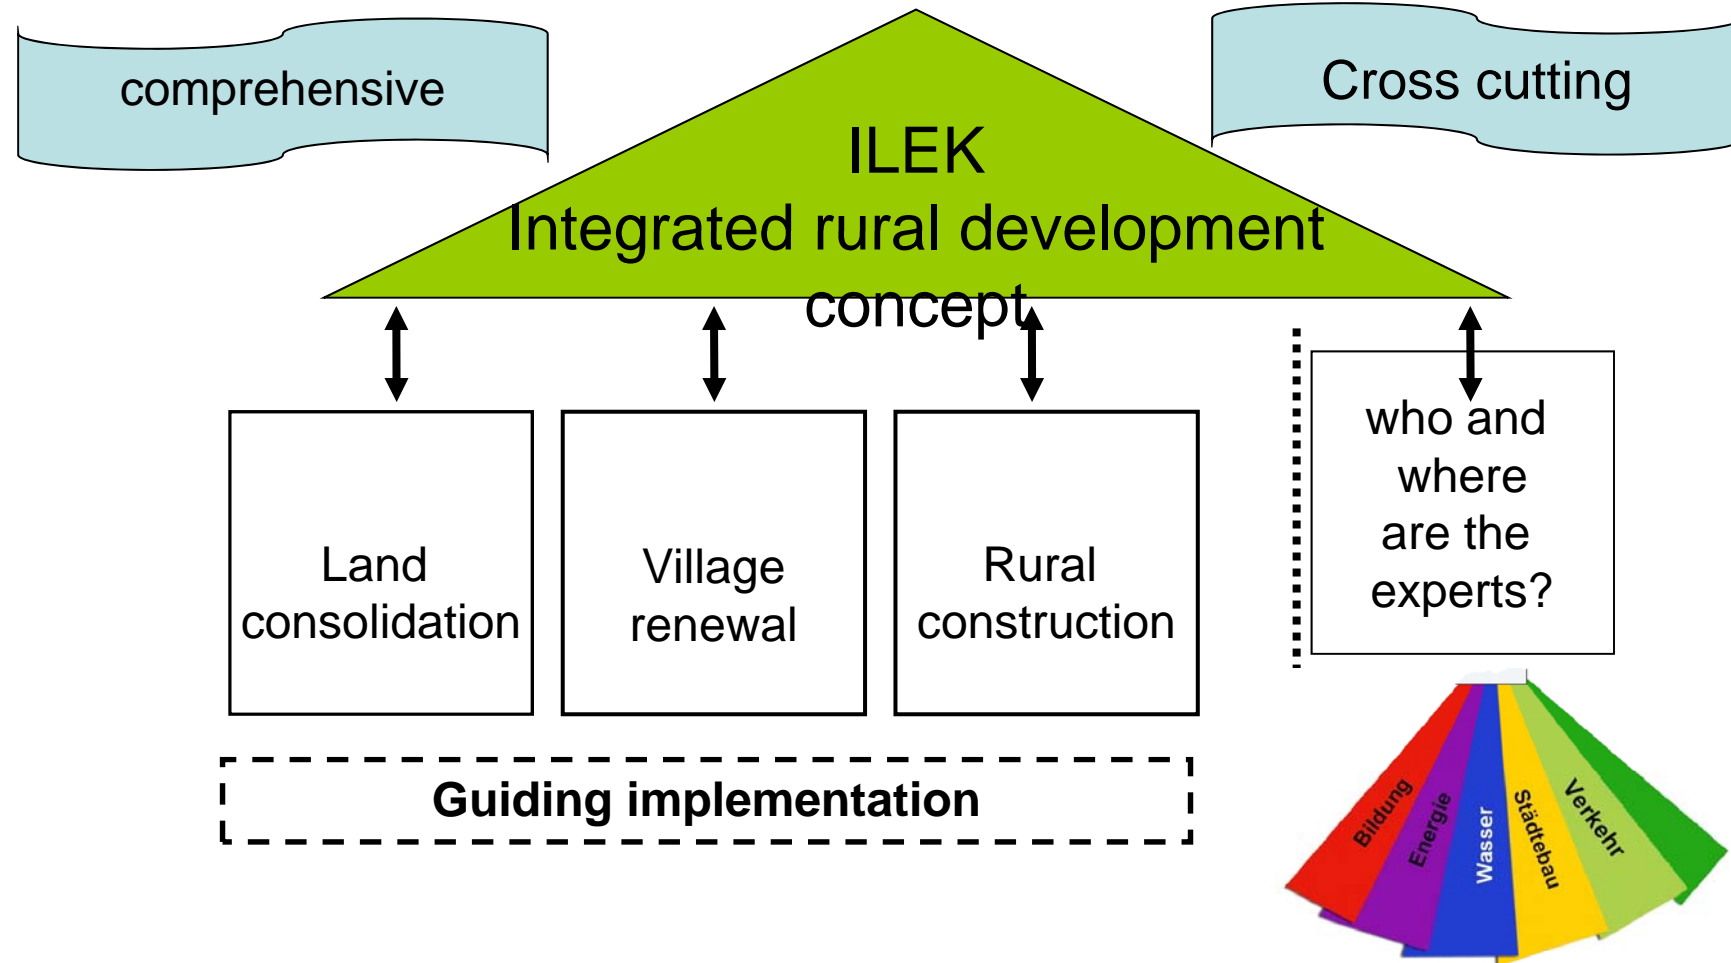 comprehensive
Cross cutting
ILEK
Integrated rural development
concept
Land
consolidation
Village
renewal
Rural
construction
who and
where
are the
experts?
Guiding implementation
Bildung
Energie
Wasser
Städtebau
Verkehr